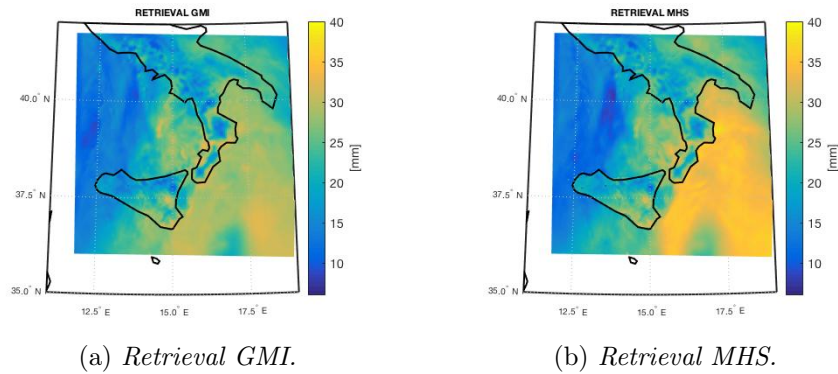 RETRIEVAL GMI
40.0° N
37.5° N
35.0° N
12.5° E
15.0° E
17.5° E
40
35
30
25
20
15
10
[mm]
RETRIEVAL MHS
40.0° N
37.5° N
35.0° N
12.5° E
15.0° E
17.5° E
40
35
30
25
20
15
10
[mm]
(a) Retrieval GMI.
(b) Retrieval MHS.